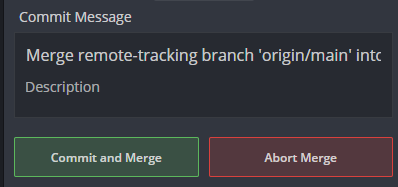 Commit Message
Merge remote-tracking branch 'origin/main' into
Description
Commit and Merge
Abort Merge